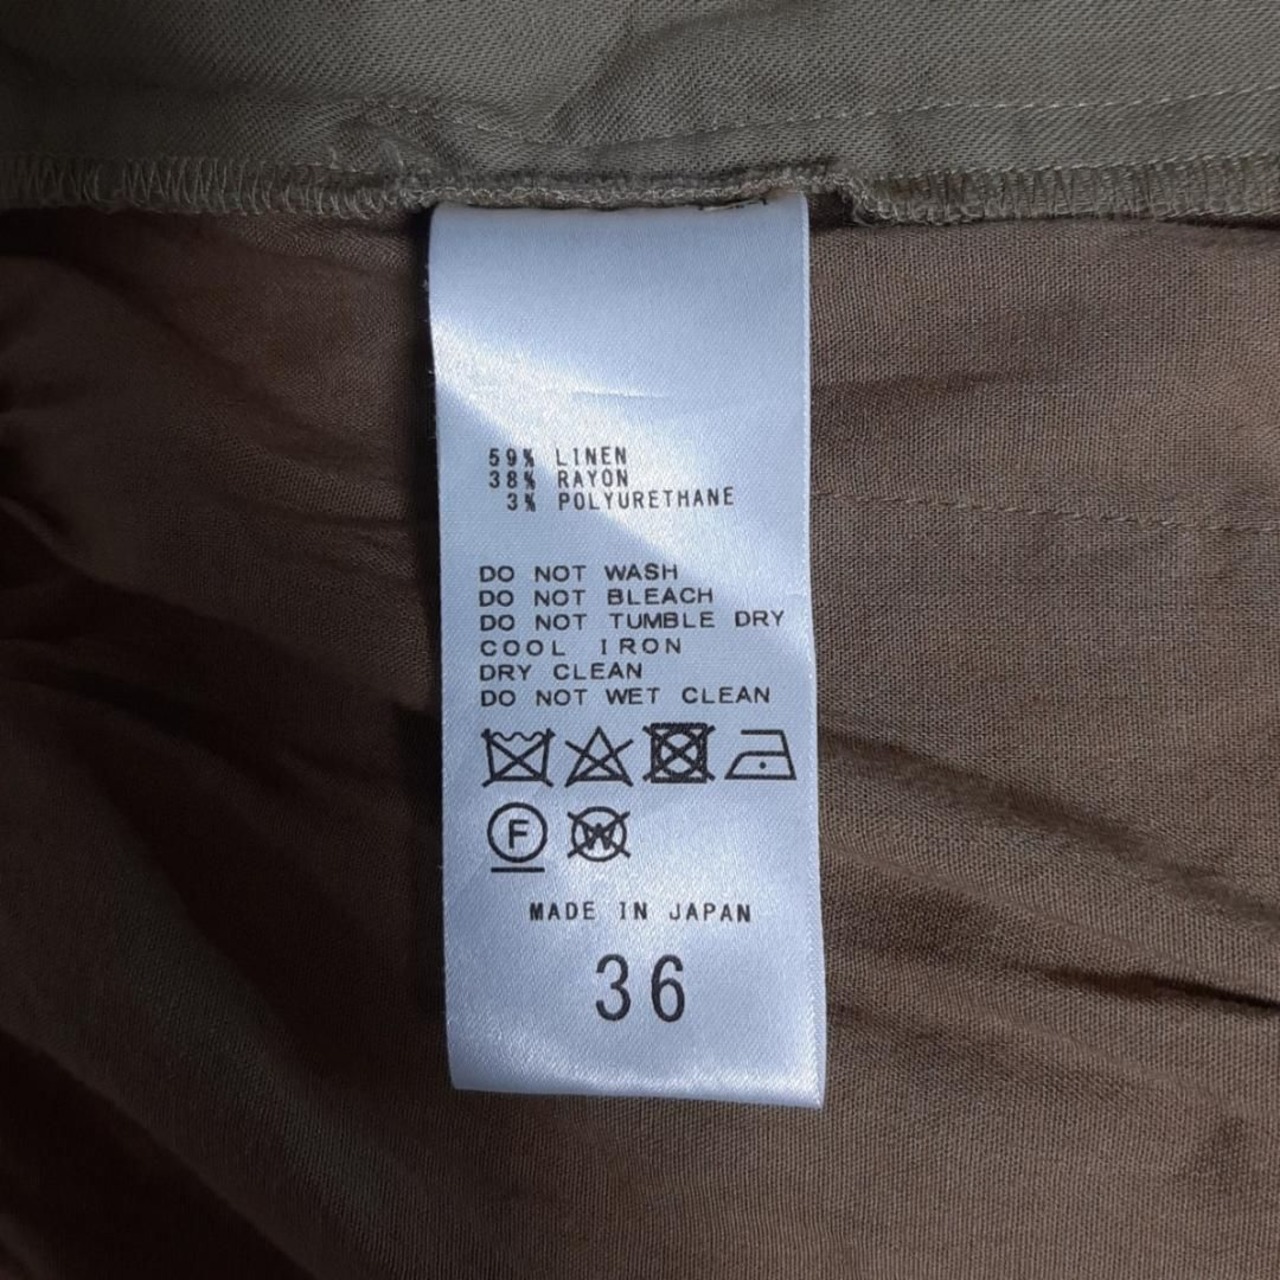 59% LINEN
38% RAYON
3% POLYURETHANE
DO NOT WASH
DO NOT BLEACH
DO NOT TUMBLE DRY
COOL IRON
DRY CLEAN
DO NOT WET CLEAN
F W
MADE IN JAPAN
36